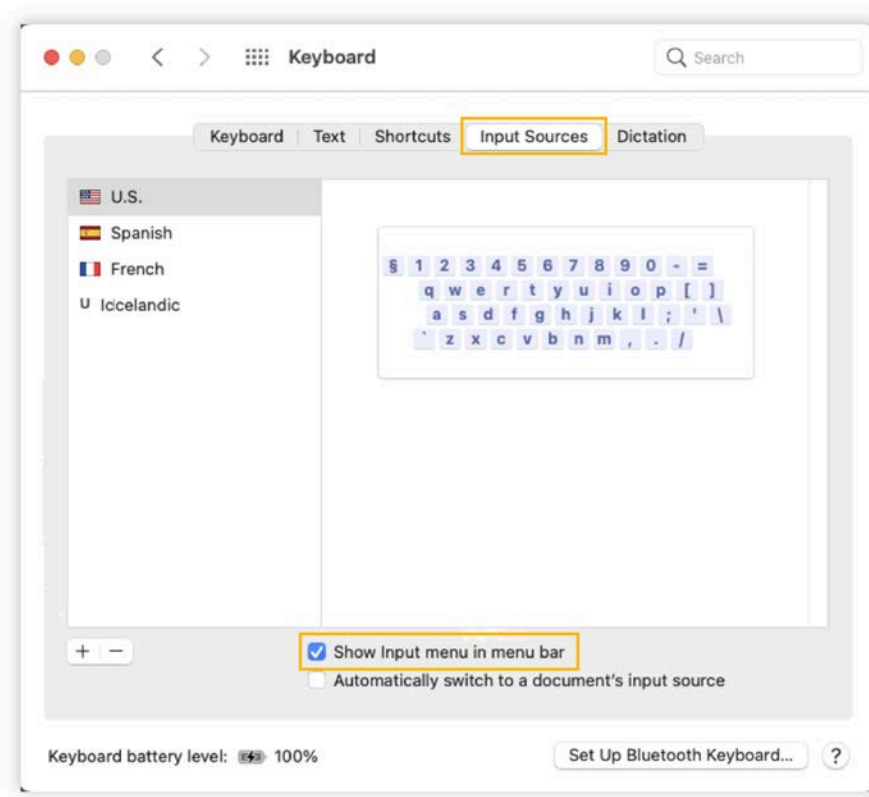 Keyboard
Search
Keyboard Text Shortcuts Input Sources Dictation
U.S.
Spanish
French
U Icicelandic
§ 1 2 3 4 5 6 7 8 9 0 - =
q w e r t y u i o p [ ]
a s d f g h j k l ; ' \
` z x c v b n m , . /
+ −
Show Input menu in menu bar
Automatically switch to a document's input source
Keyboard battery level: 100%
Set Up Bluetooth Keyboard... ?